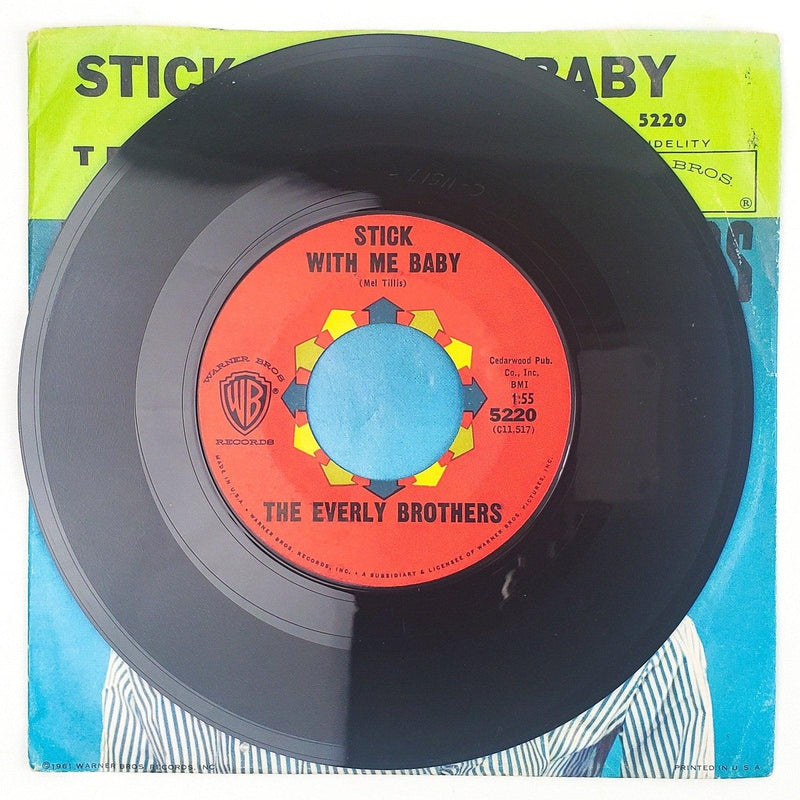 STICK BABY
5220
BROS.
®
STICK
WITH ME BABY
(Mel Tillis)
WARNER BROS
WB
®
RECORDS
Cedarwood Pub.
Co., Inc.
BMI
1:55
5220
(C11,517)
THE EVERLY BROTHERS
MADE IN U.S.A. • WARNER BROS. RECORDS, INC. • A SUBSIDIARY & LICENSEE OF WARNER BROS. PICTURES, INC.
©1961 WARNER BROS. RECORDS, INC.
PRINTED IN U.S.A.